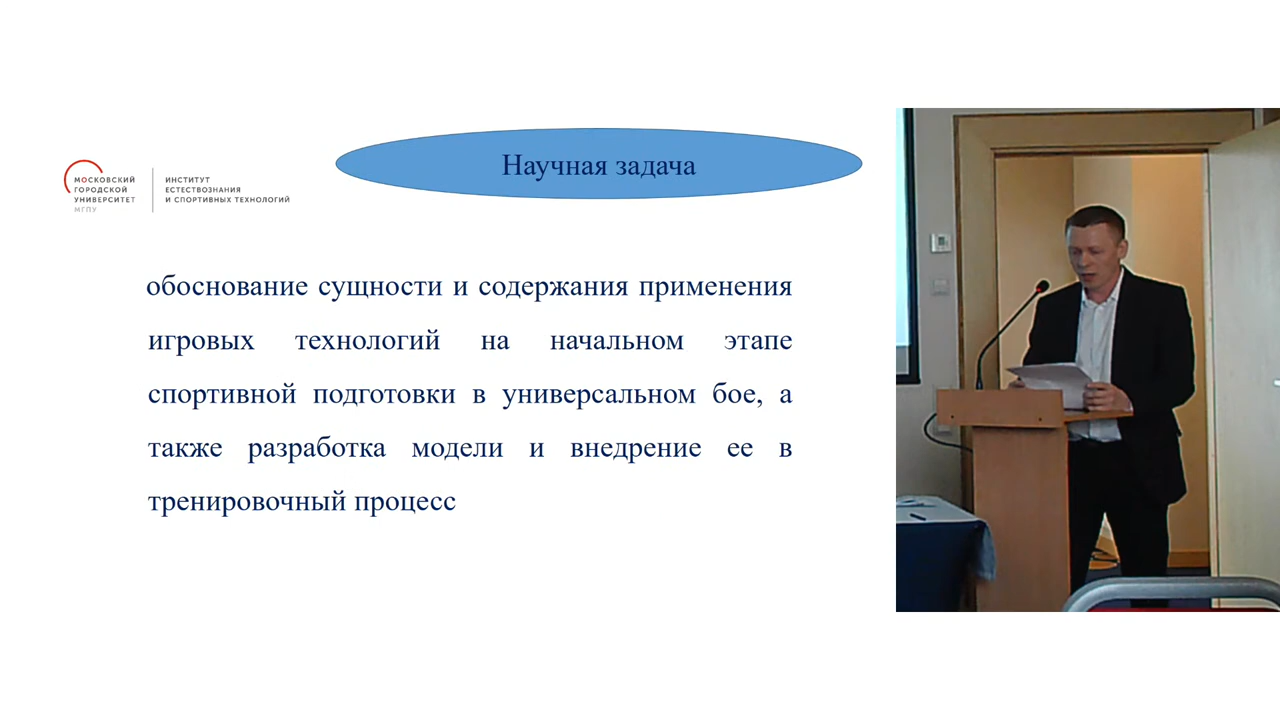 Научная задача
МОСКОВСКИЙ
ГОРОДСКОЙ
УНИВЕРСИТЕТ
МГПУ
ИНСТИТУТ
ЕСТЕСТВОЗНАНИЯ
И СПОРТИВНЫХ ТЕХНОЛОГИЙ
обоснование сущности и содержания применения
игровых технологий на начальном этапе
спортивной подготовки в универсальном бое, а
также разработка модели и внедрение ее в
тренировочный процесс